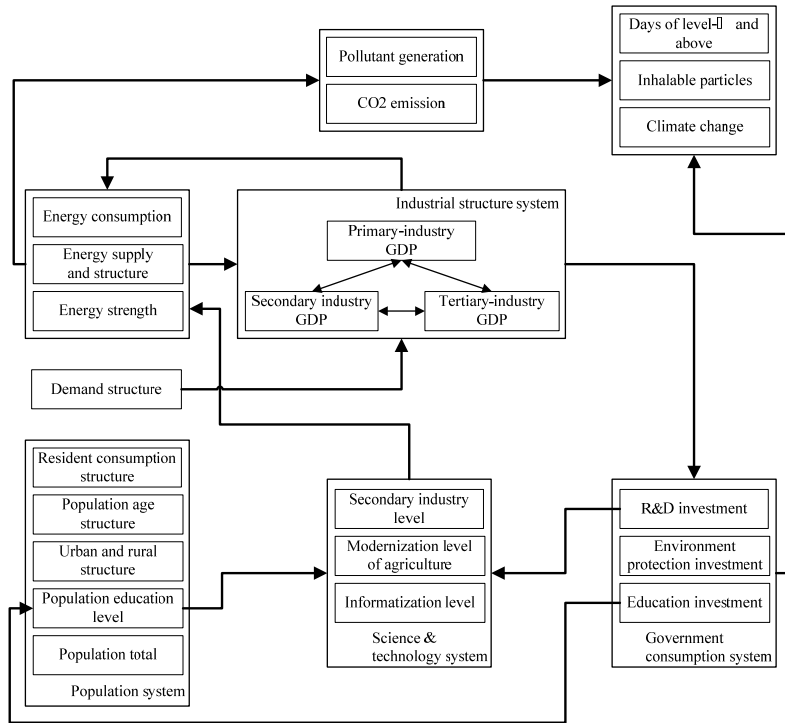 Pollutant generation
CO2 emission
Days of level-▯ and
above
Inhalable particles
Climate change
Energy consumption
Energy supply
and structure
Energy strength
Industrial structure system
Primary-industry
GDP
Secondary industry
GDP
Tertiary-industry
GDP
Demand structure
Resident consumption
structure
Population age
structure
Urban and rural
structure
Population education
level
Population total
Population system
Secondary industry
level
Modernization level
of agriculture
Informatization level
Science &
technology system
R&D investment
Environment
protection investment
Education investment
Government
consumption system